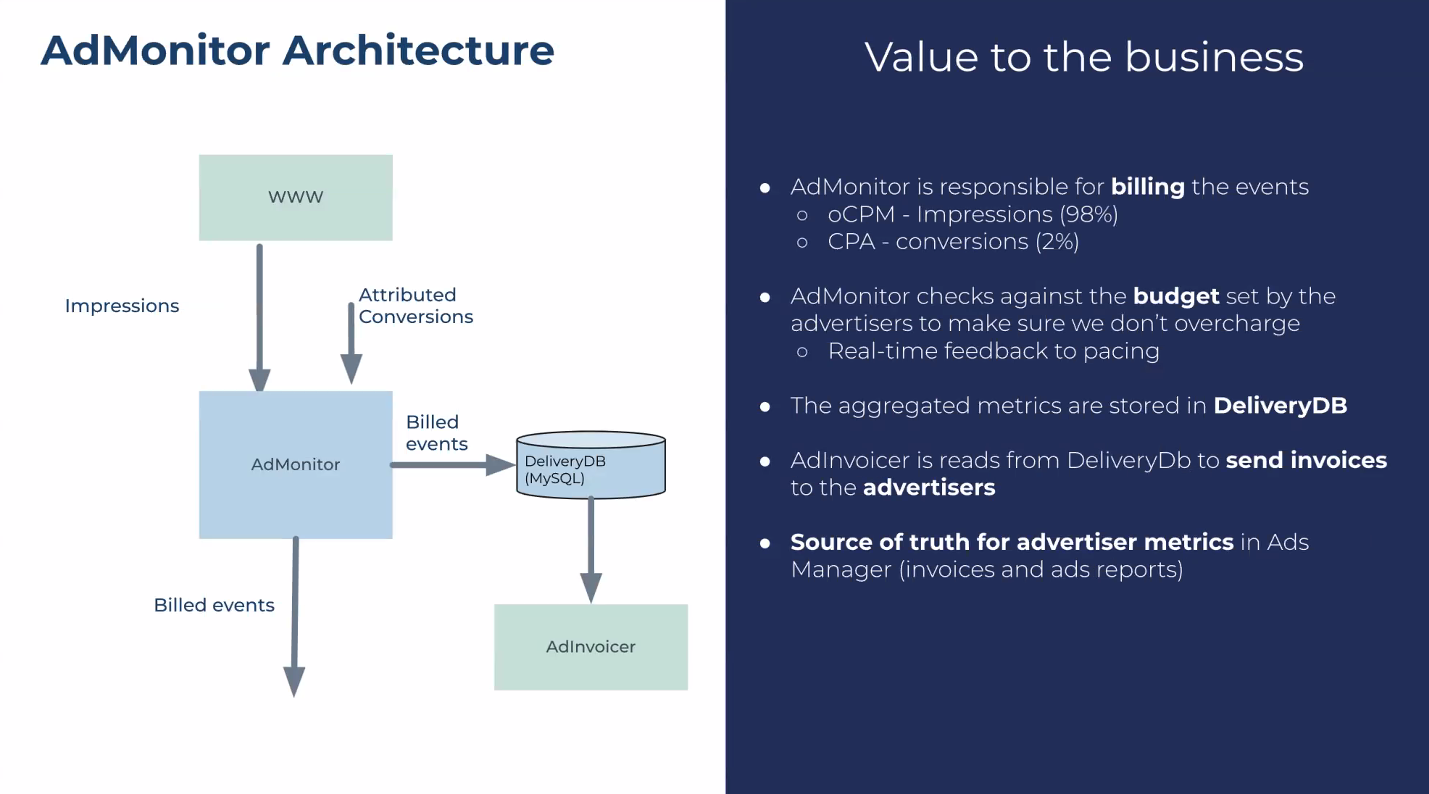 AdMonitor Architecture
WWW
Impressions
Attributed
Conversions
AdMonitor
Billed
events
DeliveryDB
(MySQL)
Billed events
AdInvoicer
Value to the business
● AdMonitor is responsible for billing the events
○ oCPM - Impressions (98%)
○ CPA - conversions (2%)
● AdMonitor checks against the budget set by the
advertisers to make sure we don’t overcharge
○ Real-time feedback to pacing
● The aggregated metrics are stored in DeliveryDB
● AdInvoicer is reads from DeliveryDb to send invoices
to the advertisers
● Source of truth for advertiser metrics in Ads
Manager (invoices and ads reports)